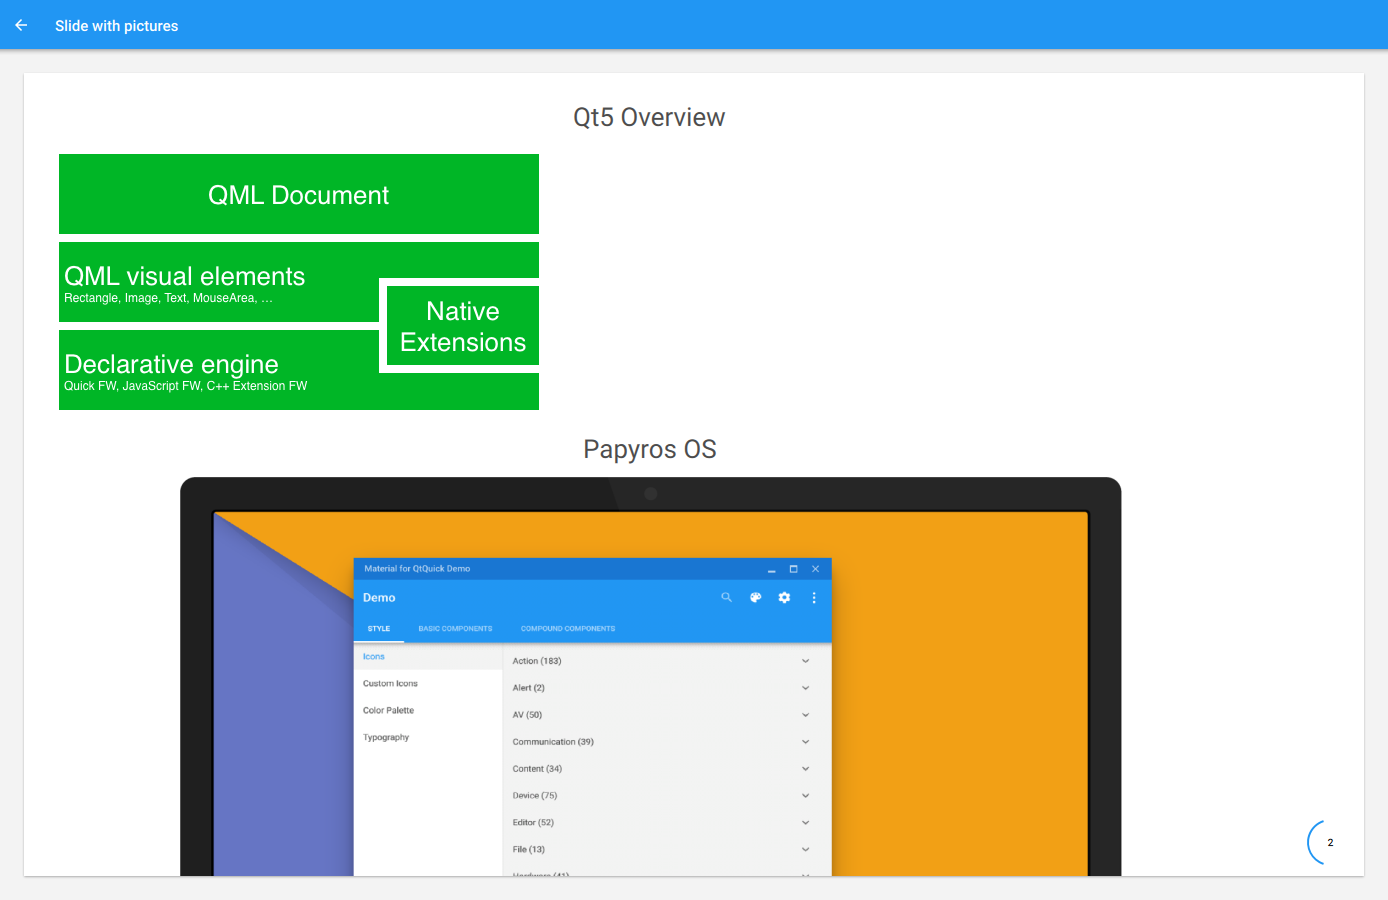 Slide with pictures
Qt5 Overview
QML Document
QML visual elements
Rectangle, Image, Text, MouseArea, ...
Native
Extensions
Declarative engine
Quick FW, JavaScript FW, C++ Extension FW
Papyros OS
Material for QtQuick Demo
Demo
STYLE BASIC COMPONENTS COMPOUND COMPONENTS
Icons
Custom Icons
Color Palette
Typography
Action (183)
Alert (2)
AV (50)
Communication (39)
Content (34)
Device (75)
Editor (52)
File (13)
Hardware (41)
2